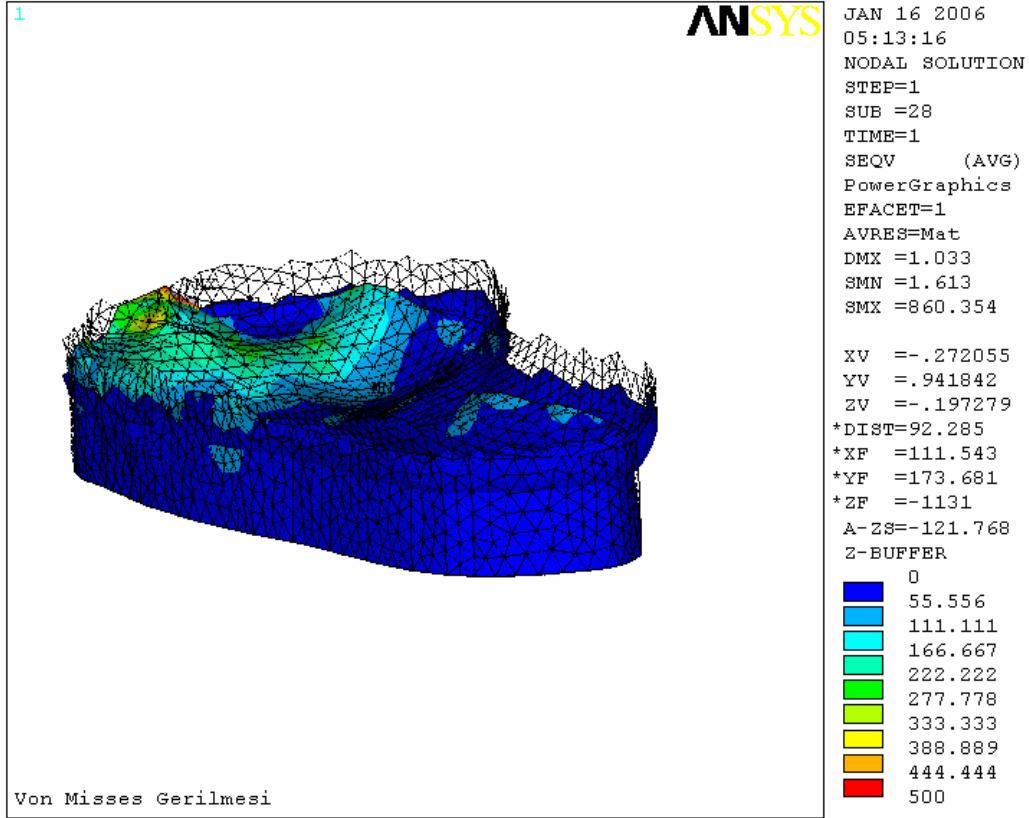 1
ANSYS
JAN 16 2006
05:13:16
NODAL SOLUTION
STEP=1
SUB =28
TIME=1
SEQV (AVG)
PowerGraphics
EFACET=1
AVRES=Mat
DMX =1.033
SMN =1.613
SMX =860.354
XV =-.272055
YV =.941842
ZV =-.197279
*DIST=92.285
*XF =111.543
*YF =173.681
*ZF =-1131
A-ZS=-121.768
Z-BUFFER
0
55.556
111.111
166.667
222.222
277.778
333.333
388.889
444.444
500
Von Misses Gerilmesi